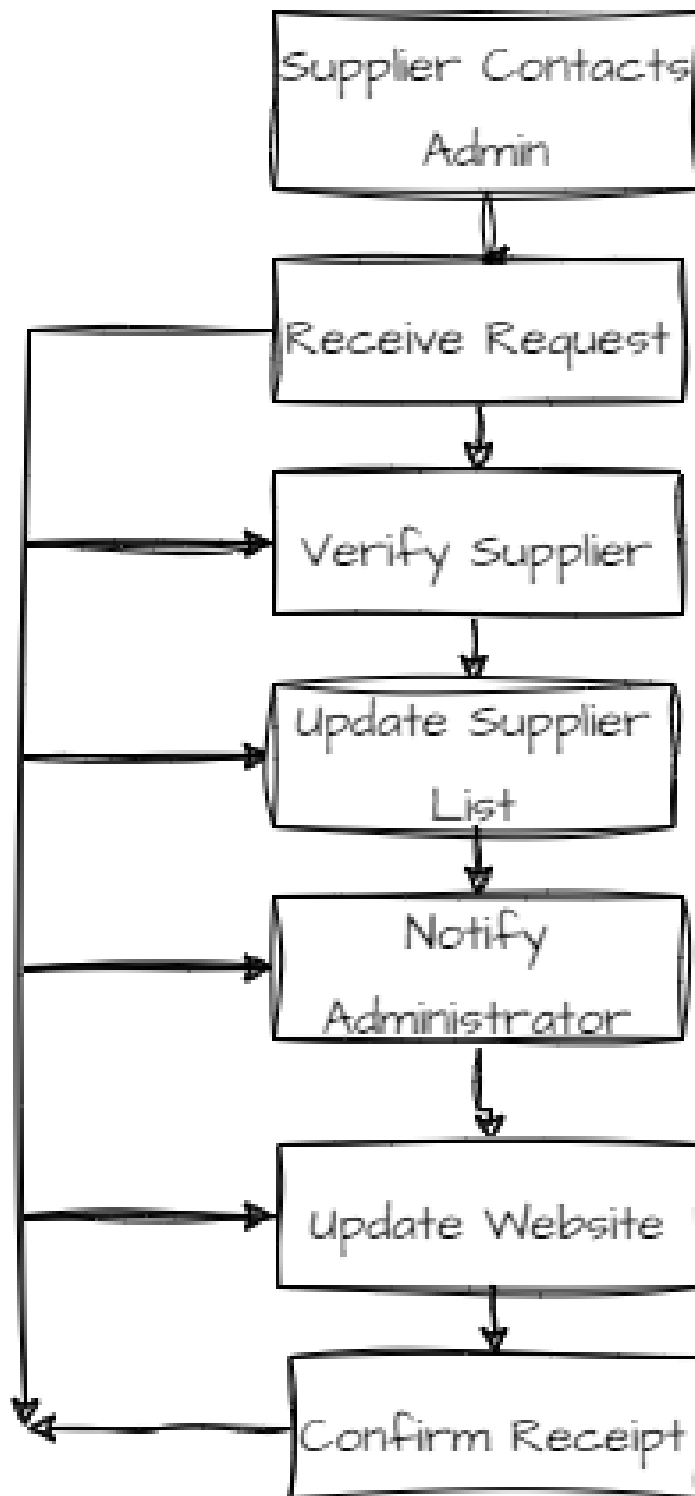 Supplier Contacts
Admin
Receive Request
Verify Supplier
Update Supplier
List
Notify
Administrator
Update Website
Confirm Receipt